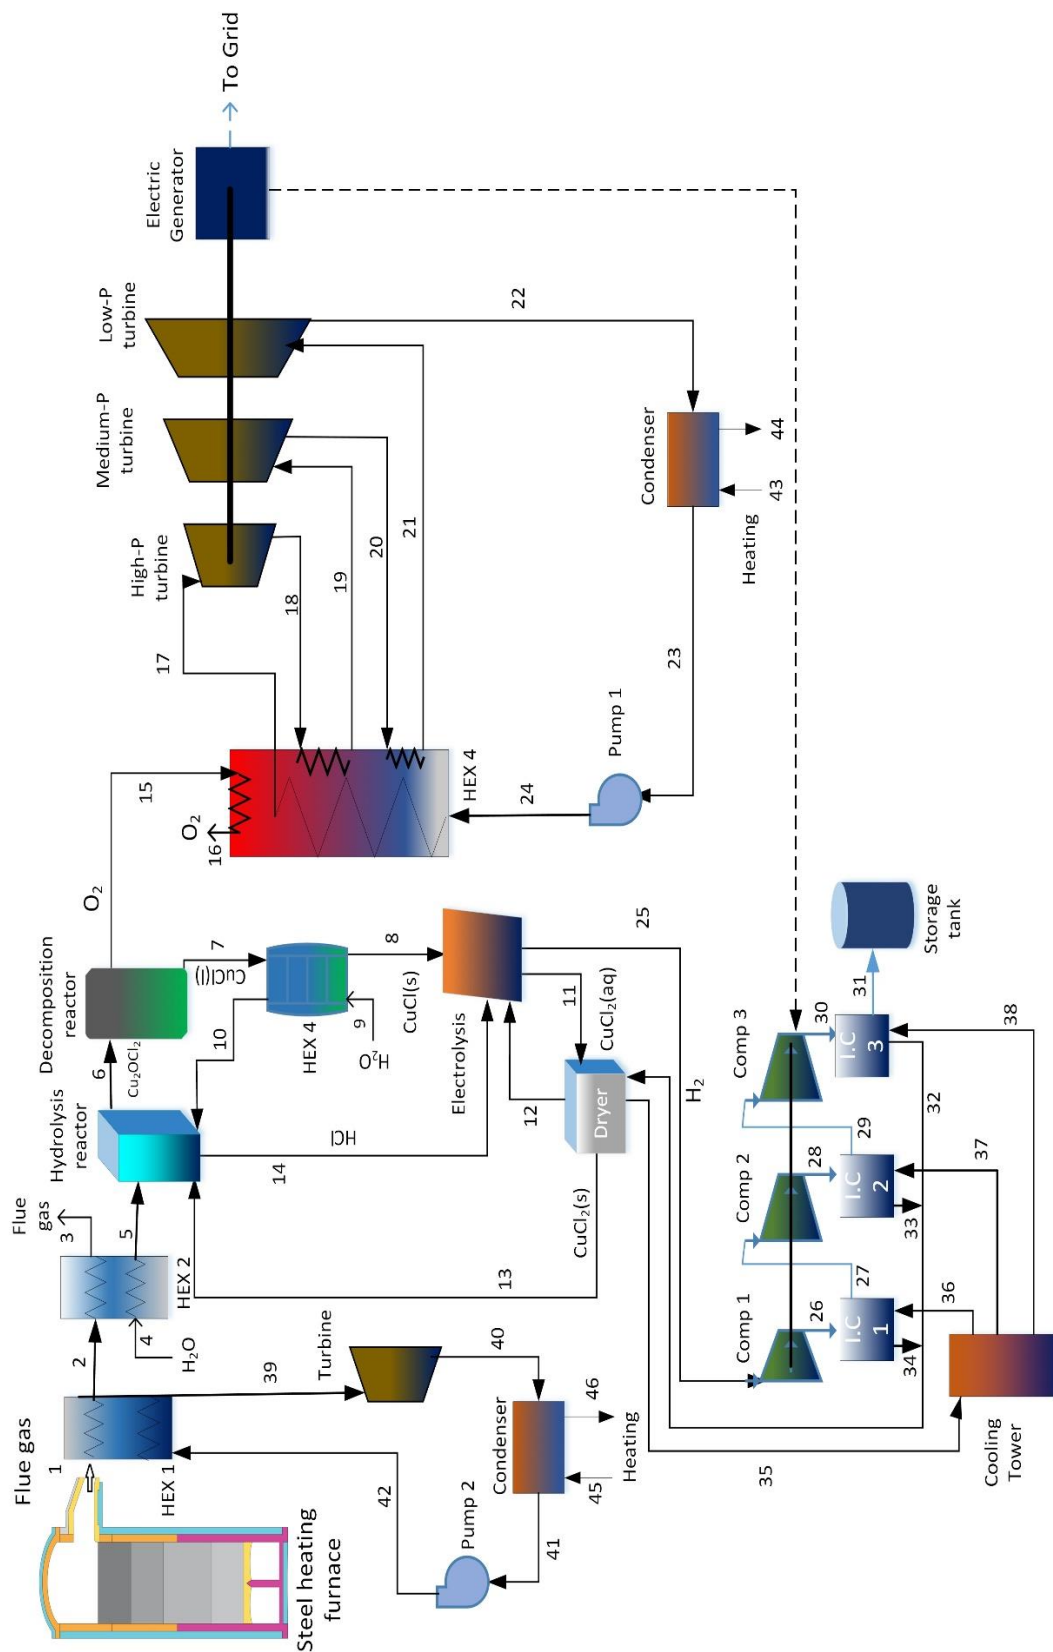 Steel heating
furnace
Flue gas
1
HEX 1
2
HEX 2
Flue
gas
3
4
H₂O
5
Hydrolysis
reactor
6
Cu₂OCl₂
Decomposition
reactor
O₂
15
7
CuCl(l)
HEX 4
8
CuCl(s)
9
H₂O
10
14
HCl
Electrolysis
11
CuCl₂(aq)
12
Dryer
CuCl₂(s)
13
H₂
25
O₂
16
HEX 4
17
18
19
20
21
High-P
turbine
Medium-P
turbine
Low-P
turbine
Electric
Generator
To Grid
22
Condenser
43
44
Heating
23
Pump 1
24
39
Turbine
40
Condenser
45
46
Heating
41
Pump 2
42
Comp 1
26
I.C
1
27
Comp 2
28
I.C
2
29
Comp 3
30
I.C
3
31
Storage
tank
32
33
34
35
36
37
38
Cooling
Tower